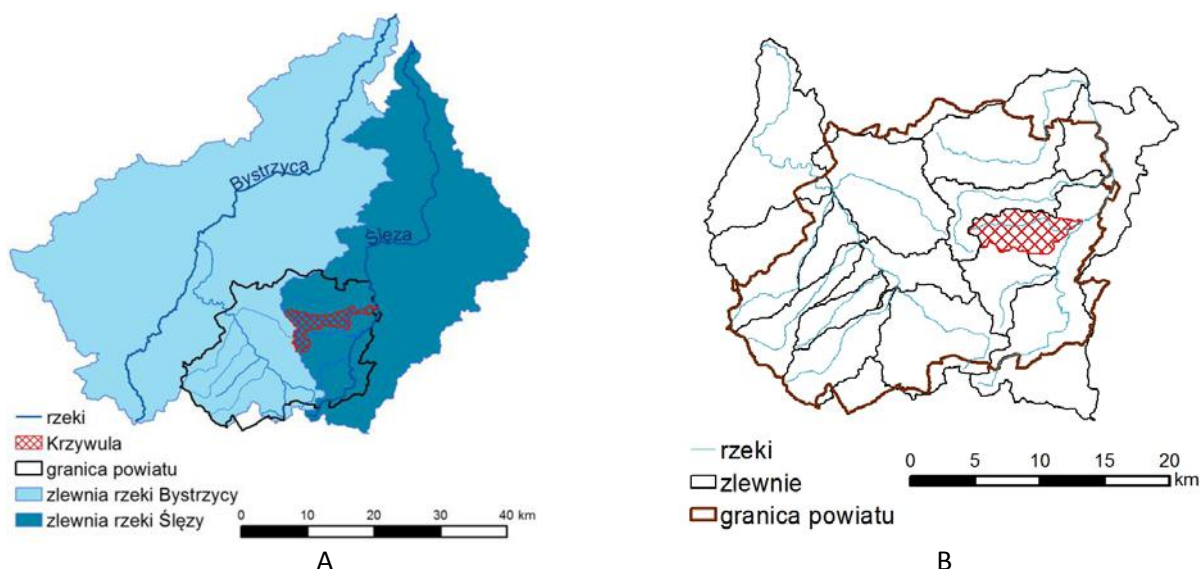 Bystrzyca
Ślęza
rzeki
Krzywula
granica powiatu
zlewnia rzeki Bystrzycy
zlewnia rzeki Ślęzy
0 10 20 30 40 km
A
rzeki
zlewnie
granica powiatu
0 5 10 15 20
km
B